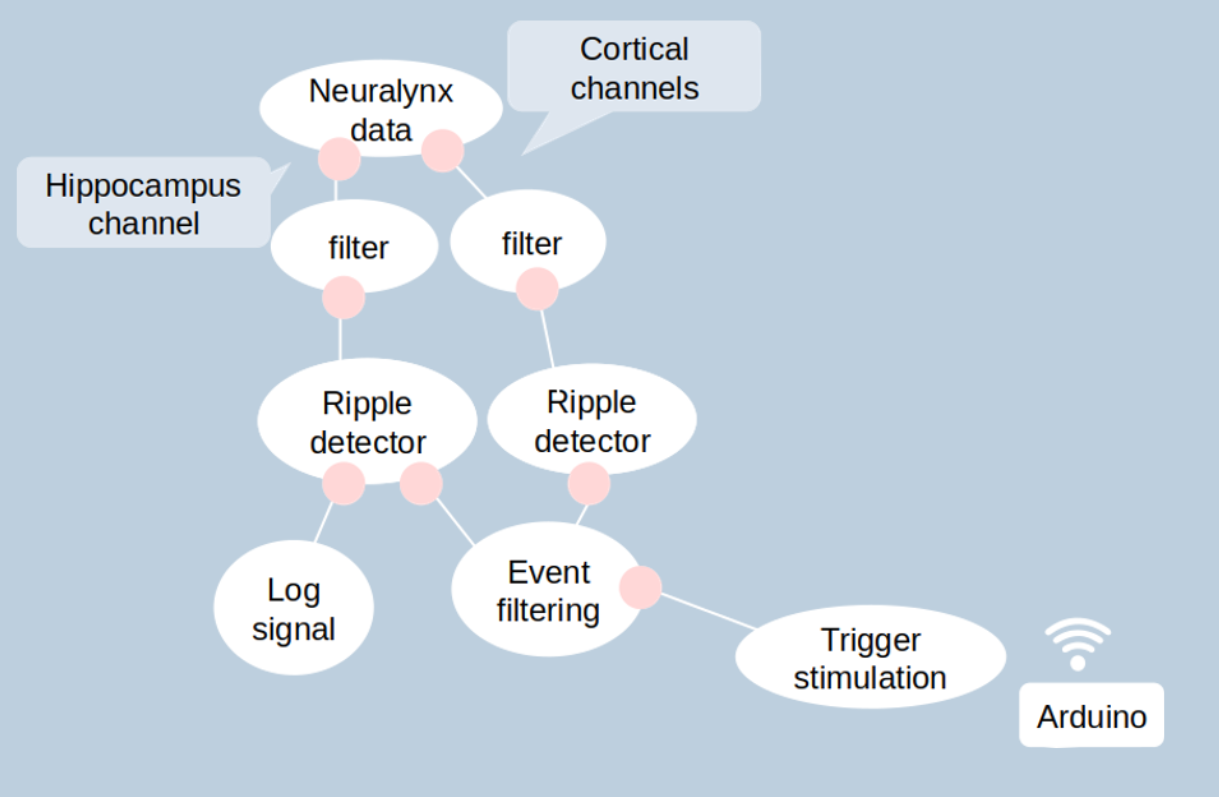 Cortical
channels
Neuralynx
data
Hippocampus
channel
filter
filter
Ripple
detector
Ripple
detector
Log
signal
Event
filtering
Trigger
stimulation
Arduino